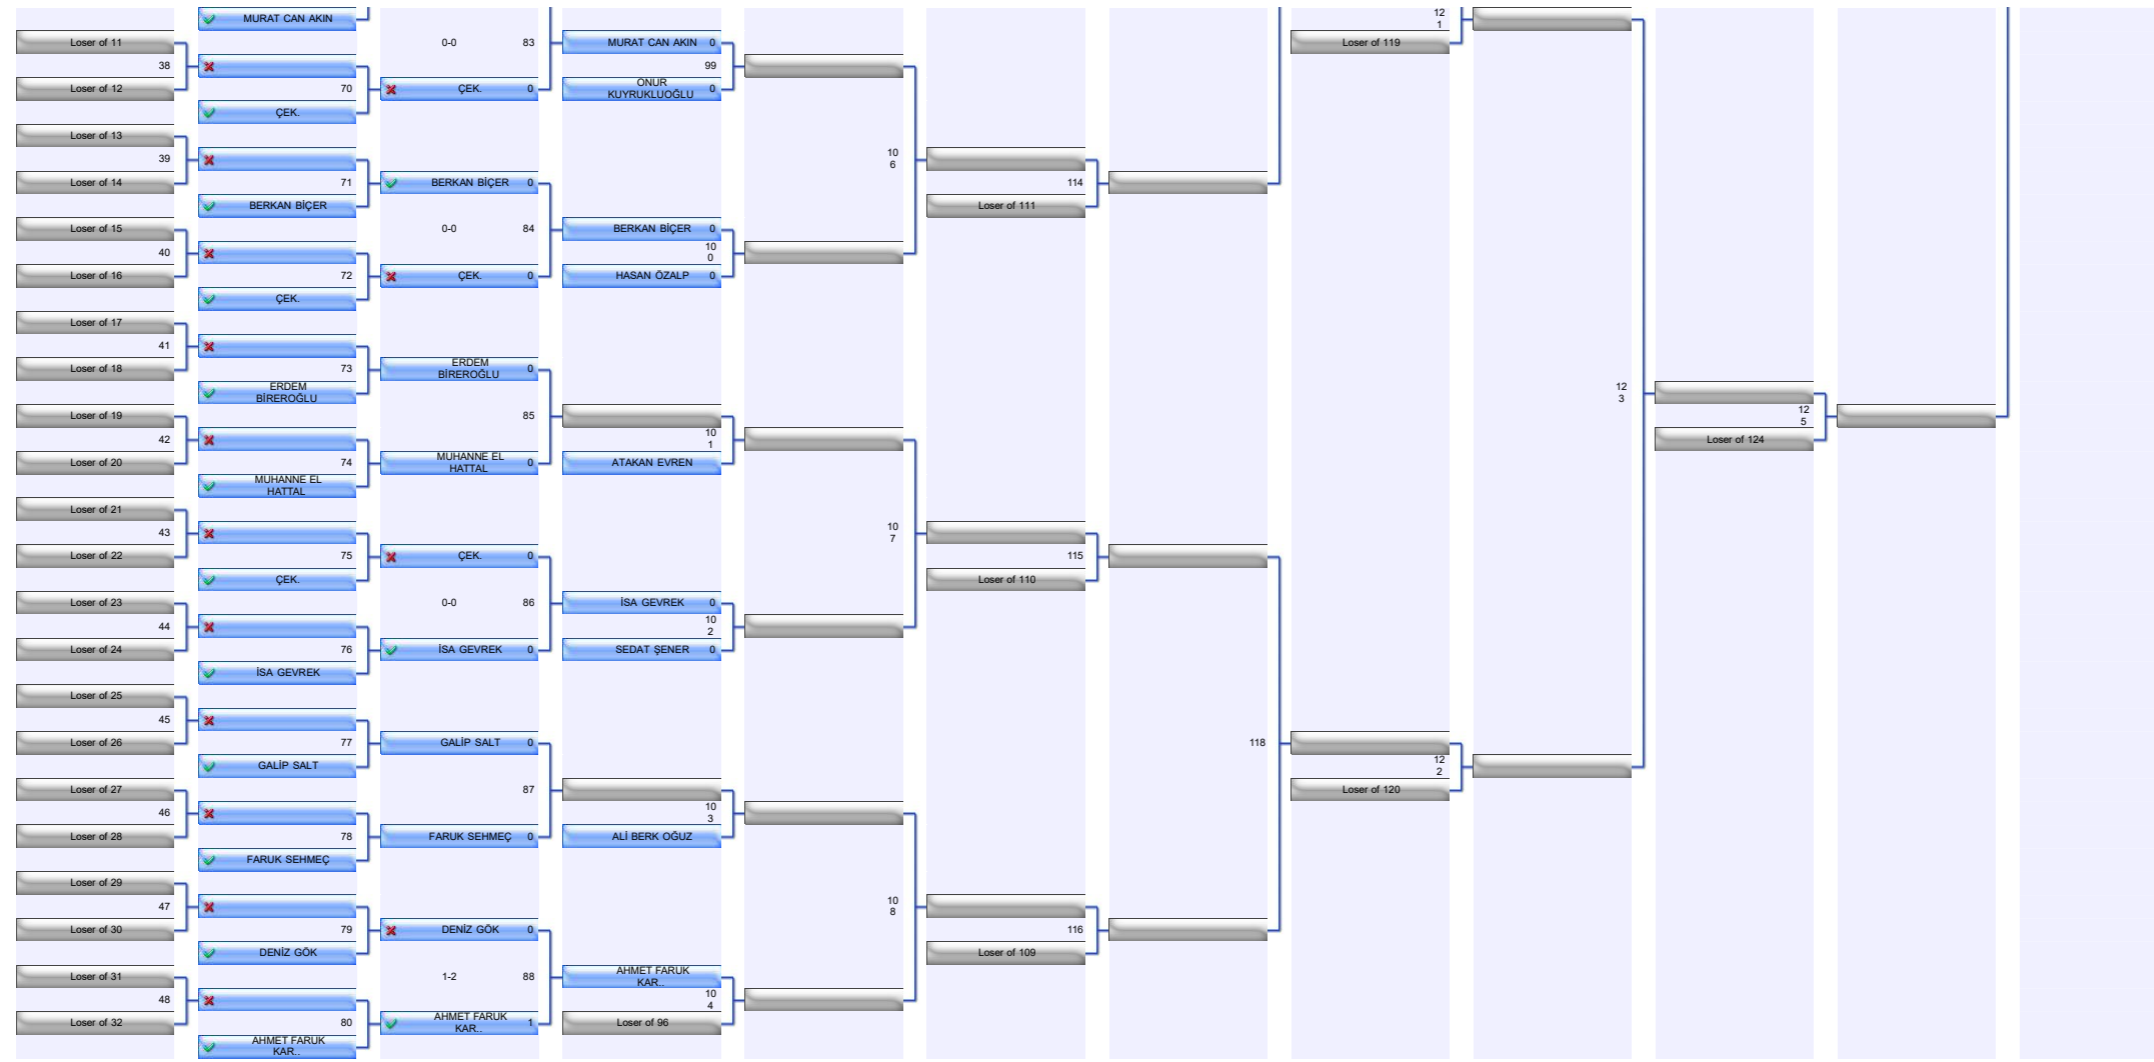 MURAT CAN AKIN
Loser of 11
38
Loser of 12
70
ÇEK.
Loser of 13
39
Loser of 14
71
BERKAN BİÇER
Loser of 15
40
Loser of 16
72
ÇEK.
Loser of 17
41
Loser of 18
73
ERDEM
BİREROĞLU
Loser of 19
42
Loser of 20
74
MUHANNE EL
HATTAL
Loser of 21
43
Loser of 22
75
ÇEK.
Loser of 23
44
Loser of 24
76
İSA GEVREK
Loser of 25
45
Loser of 26
77
GALİP SALT
Loser of 27
46
Loser of 28
78
FARUK SEHMEÇ
Loser of 29
47
Loser of 30
79
DENİZ GÖK
Loser of 31
48
Loser of 32
80
AHMET FARUK
KAR..
0-0 83
ÇEK. 0
BERKAN BİÇER 0
0-0 84
ÇEK. 0
ERDEM
BİREROĞLU 0
85
MUHANNE EL
HATTAL 0
ÇEK. 0
0-0 86
İSA GEVREK 0
GALİP SALT 0
87
FARUK SEHMEÇ 0
DENİZ GÖK 0
1-2 88
AHMET FARUK
KAR.. 1
MURAT CAN AKIN 0
99
ONUR
KUYRUKLUOĞLU 0
BERKAN BİÇER 0
10
0
HASAN ÖZALP 0
10
1
ATAKAN EVREN
İSA GEVREK 0
10
2
SEDAT ŞENER 0
10
3
ALİ BERK OĞUZ
AHMET FARUK
KAR..
10
4
Loser of 96
10
6
10
7
10
8
114
Loser of 111
115
Loser of 110
116
Loser of 109
118
12
1
Loser of 119
12
2
Loser of 120
12
3
12
5
Loser of 124